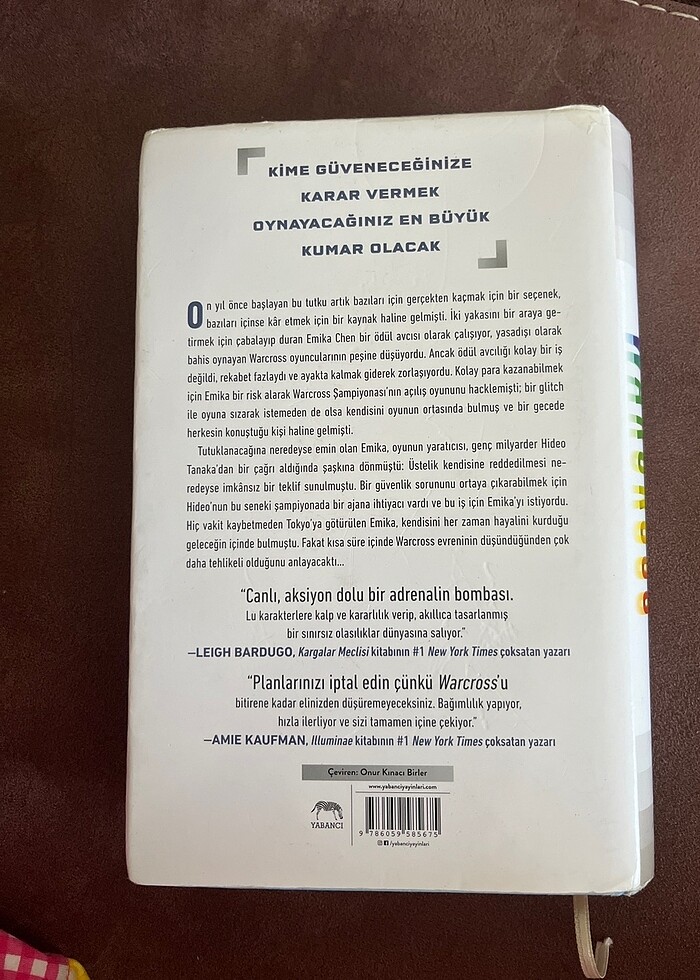 KİME GÜVENECEĞİNİZE
KARAR VERMEK
OYNAYACAĞINIZ EN BÜYÜK
KUMAR OLACAK
On yıl önce başlayan bu tutku artık bazıları için gerçekten kaçmak için bir seçenek,
bazıları içinse kâr etmek için bir kaynak haline gelmişti. İki yakasını bir araya ge-
tirmek için çabalayıp duran Emika Chen bir ödül avcısı olarak çalışıyor, yasadışı olarak
bahis oynayan Warcross oyuncularının peşine düşüyordu. Ancak ödül avcılığı kolay bir iş
değildi, rekabet fazlaydı ve ayakta kalmak giderek zorlaşıyordu. Kolay para kazanabilmek
için Emika bir risk alarak Warcross Şampiyonası'nın açılış oyununu hacklemişti; bir glitch
ile oyuna sızarak istemeden de olsa kendisini oyunun ortasında bulmuş ve bir gecede
herkesin konuştuğu kişi haline gelmişti.
Tutuklanacağına neredeyse emin olan Emika, oyunun yaratıcısı, genç milyarder Hideo
Tanaka'dan bir çağrı aldığında şaşkına dönmüştü: Üstelik kendisine reddedilmesi ne-
redeyse imkânsız bir teklif sunulmuştu. Bir güvenlik sorununu ortaya çıkarabilmek için
Hideo'nun bu seneki şampiyonada bir ajana ihtiyacı vardı ve bu iş için Emika'yı istiyordu.
Hiç vakit kaybetmeden Tokyo'ya götürülen Emika, kendisini her zaman hayalini kurduğu
geleceğin içinde bulmuştu. Fakat kısa süre içinde Warcross evreninin düşündüğünden çok
daha tehlikeli olduğunu anlayacaktı...
"Canlı, aksiyon dolu bir adrenalin bombası.
Lu karakterlere kalp ve kararlılık verip, akıllıca tasarlanmış
bir sınırsız olasılıklar dünyasına salıyor."
—LEIGH BARDUGO, Kargalar Meclisi kitabının #1 New York Times çoksatan yazarı
"Planlarınızı iptal edin çünkü Warcross'u
bitirene kadar elinizden düşüremeyeceksiniz. Bağımlılık yapıyor,
hızla ilerliyor ve sizi tamamen içine çekiyor."
—AMIE KAUFMAN, Illuminae kitabının #1 New York Times çoksatan yazarı
Çeviren: Onur Kınacı Birler
www.yabanciyayinlari.com
YABANCI
9 786059 585675
/yabanciyayinlari